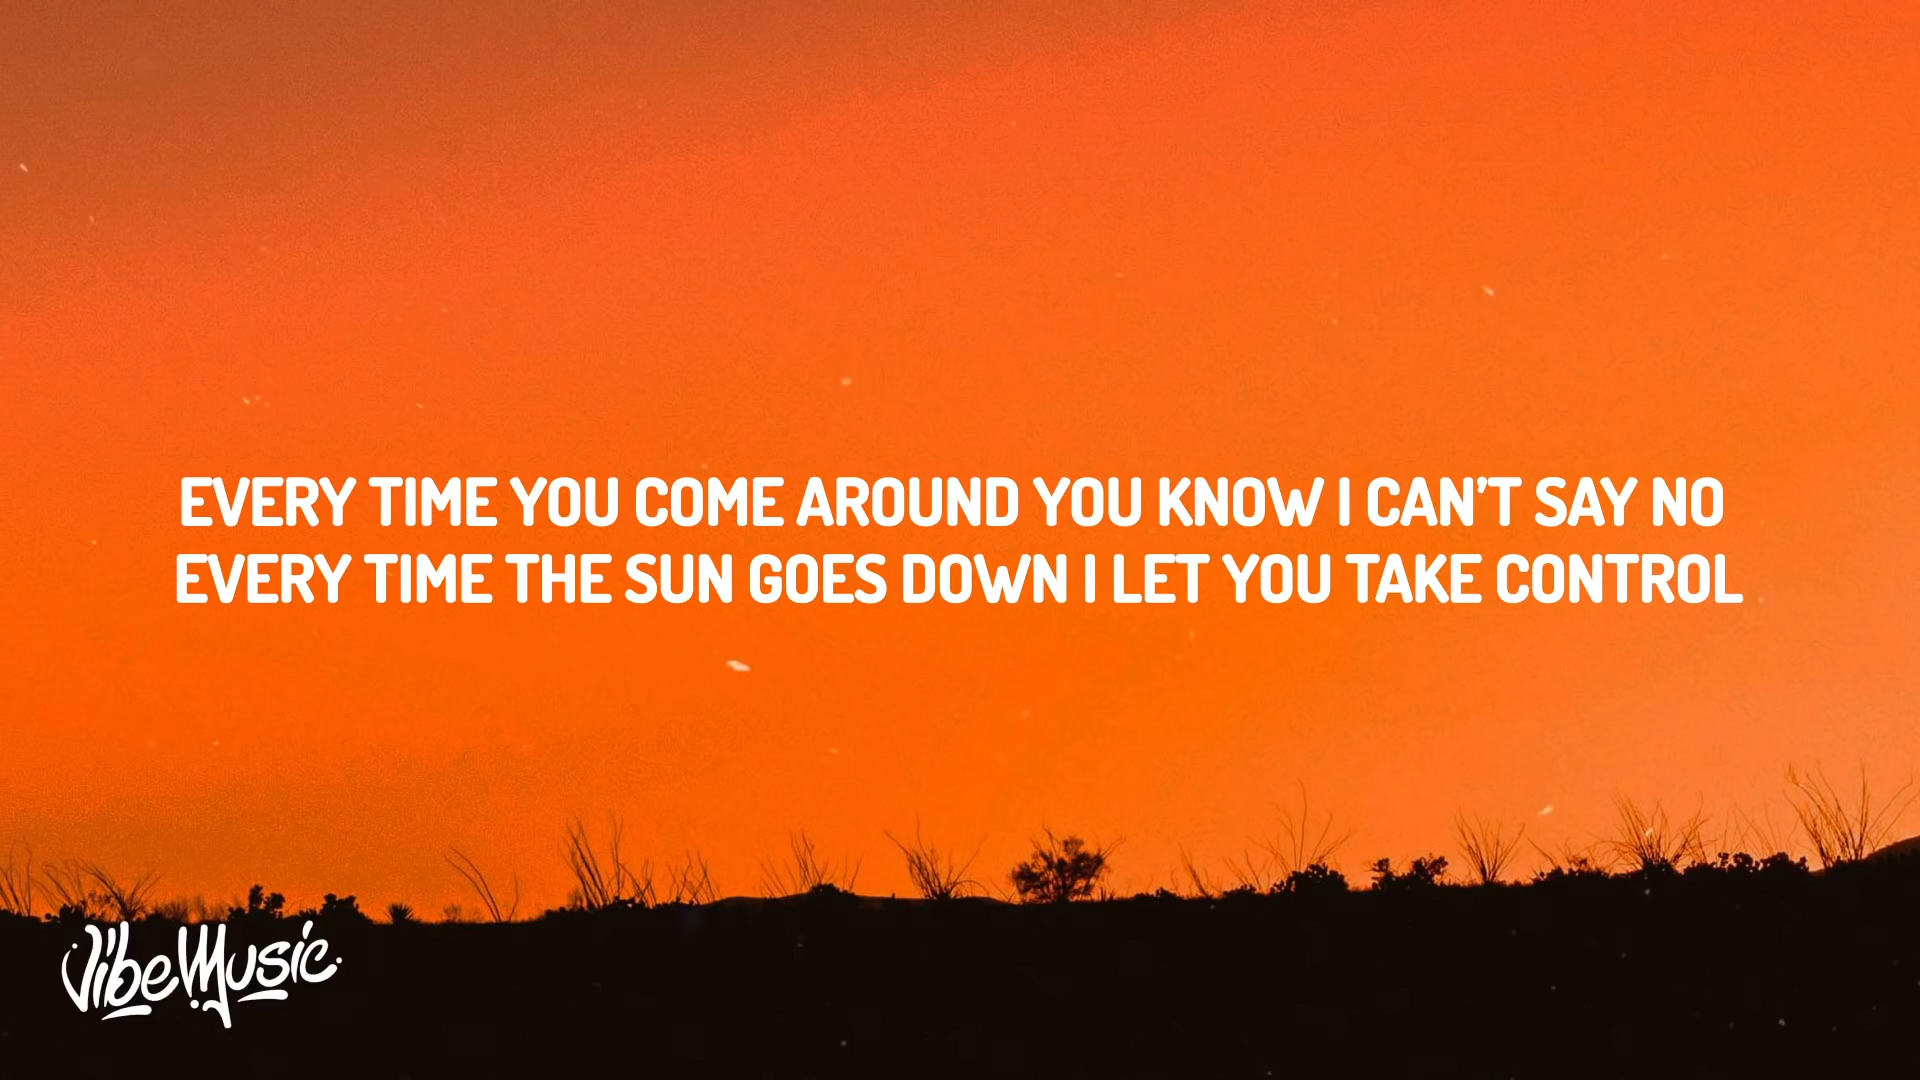 EVERY TIME YOU COME AROUND YOU KNOW I CAN’T SAY NO
EVERY TIME THE SUN GOES DOWN I LET YOU TAKE CONTROL
VibeMusic